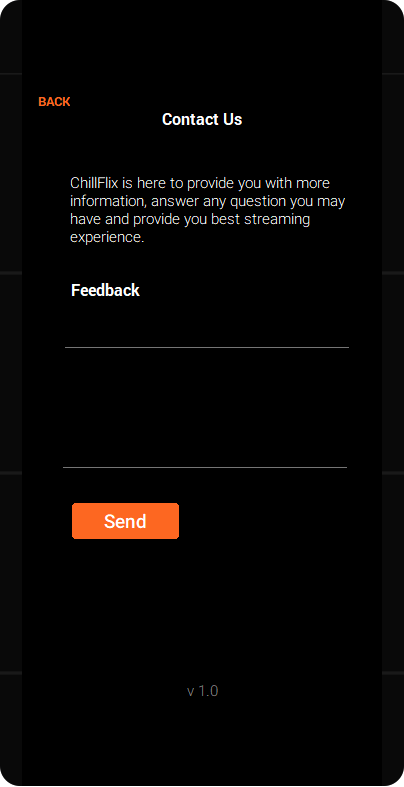 BACK
Contact Us
ChillFlix is here to provide you with more
information, answer any question you may
have and provide you best streaming
experience.
Feedback
Send
v 1.0